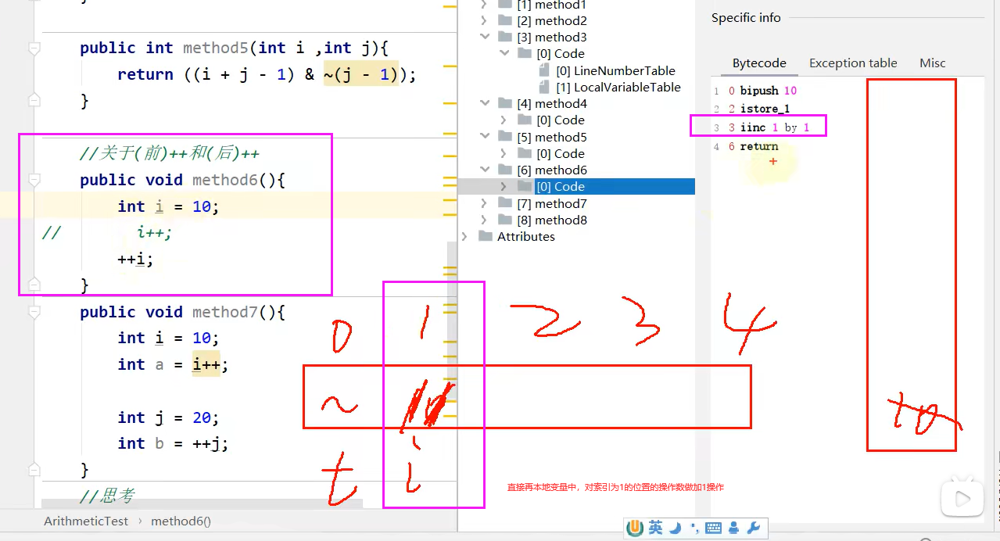 public int method5(int i ,int j){
return ((i + j - 1) & ~(j - 1));
}
//关于(前)++和(后)++
public void method6(){
int i = 10;
// i++;
++i;
}
public void method7(){
int i = 10;
int a = i++;
int j = 20;
int b = ++j;
}
//思考
ArithmeticTest › method6()
[1] method1
[2] method2
[3] method3
[0] Code
[0] LineNumberTable
[1] LocalVariableTable
[4] method4
[0] Code
[5] method5
[0] Code
[6] method6
[0] Code
[7] method7
[8] method8
Attributes
Specific info
Bytecode Exception table Misc
1 0 bipush 10
2 2 istore_1
3 3 iinc 1 by 1
4 6 return
0 1 2 3 4
t i
10
直接再本地变量中，对索引为1的位置的操作数做加1操作
英